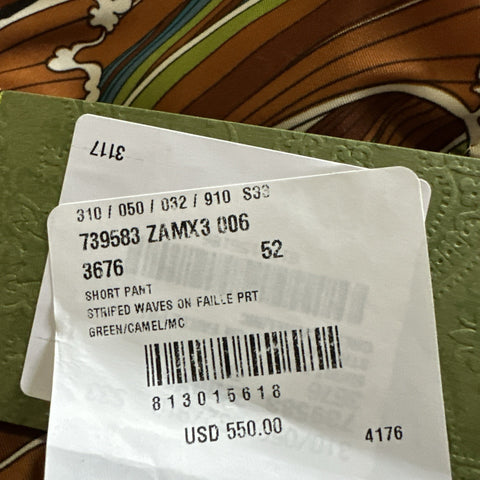 3117
310 / 050 / 032 / 910 S33
739583 ZAMX3 006
52
3676
SHORT PANT
STRIPED WAVES ON FAILLE PRT
GREEN/CAMEL/MC
813015618
USD 550.00
4176